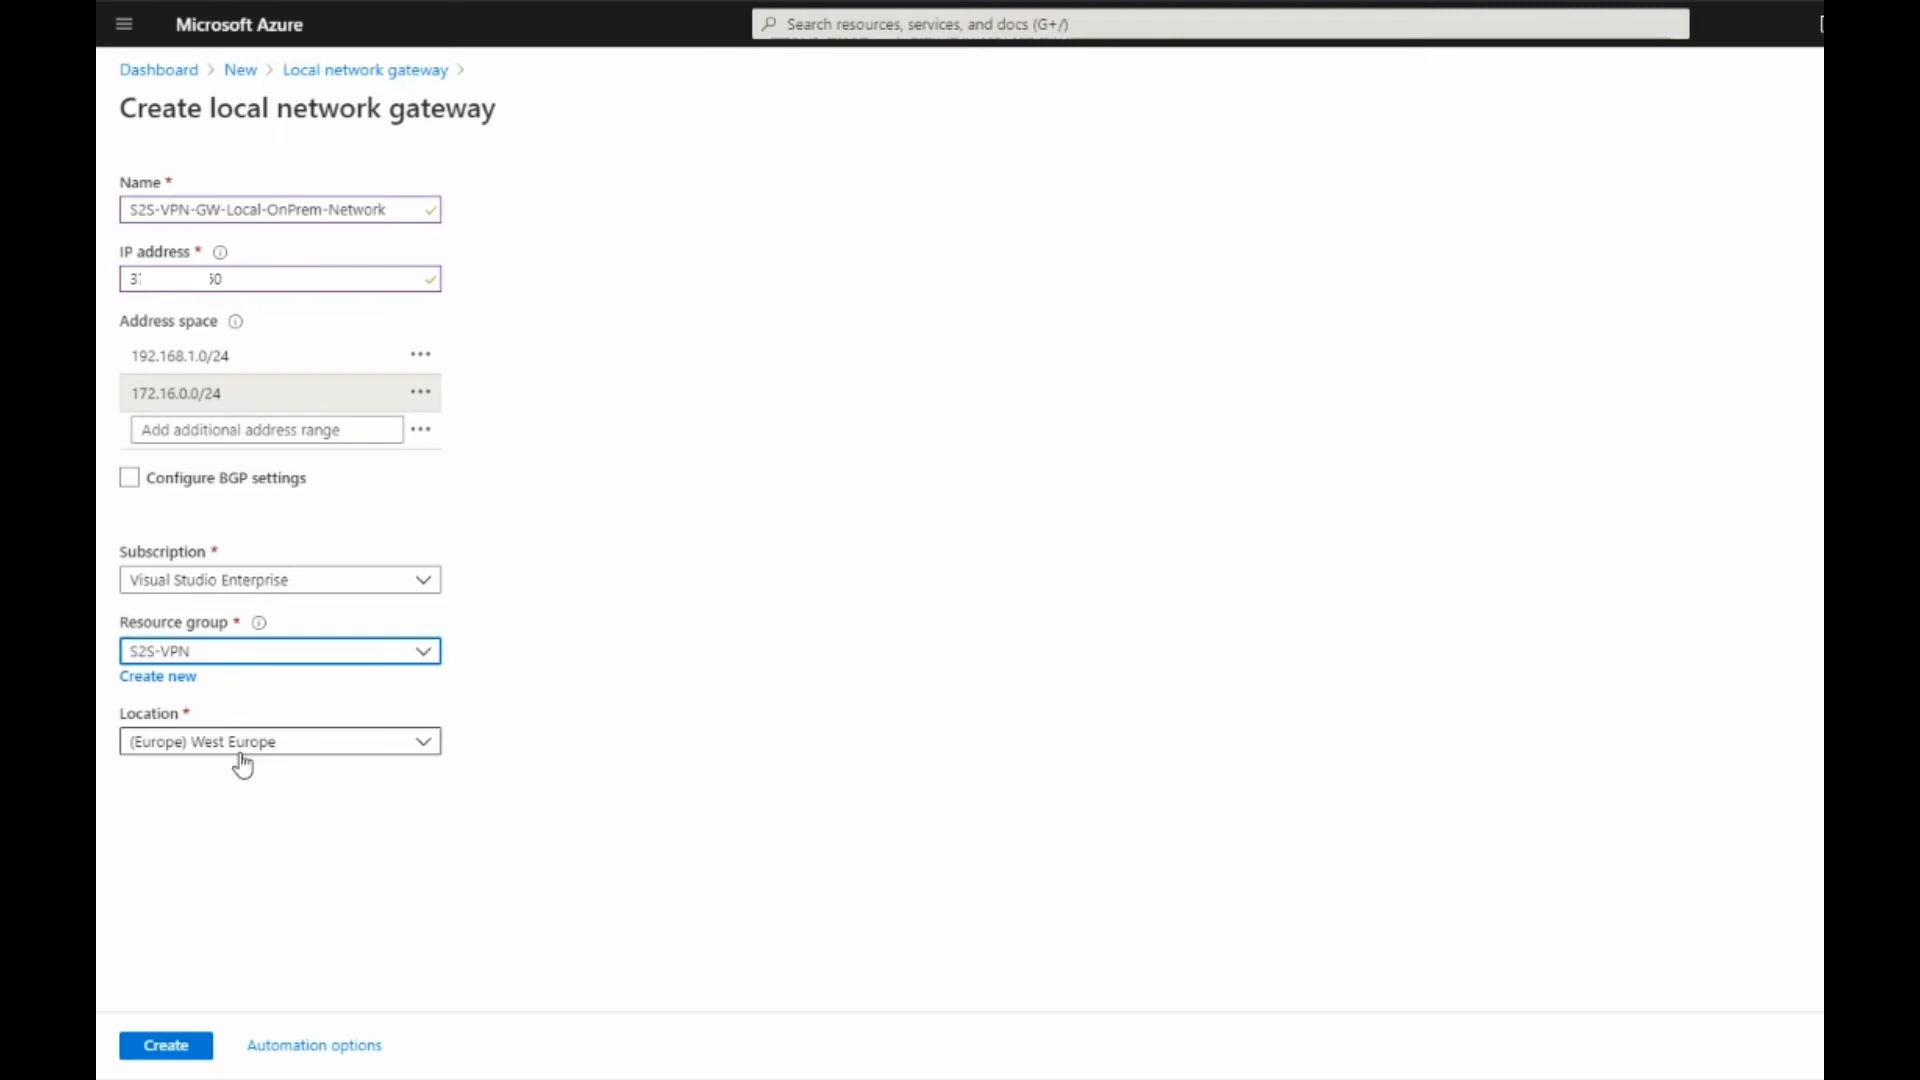 Microsoft Azure
Search resources, services, and docs (G+/)
Dashboard > New > Local network gateway >
Create local network gateway
Name *
S2S-VPN-GW-Local-OnPrem-Network
IP address *
Address space
192.168.1.0/24
172.16.0.0/24
Add additional address range
Configure BGP settings
Subscription *
Visual Studio Enterprise
Resource group *
S2S-VPN
Create new
Location *
(Europe) West Europe
Create
Automation options